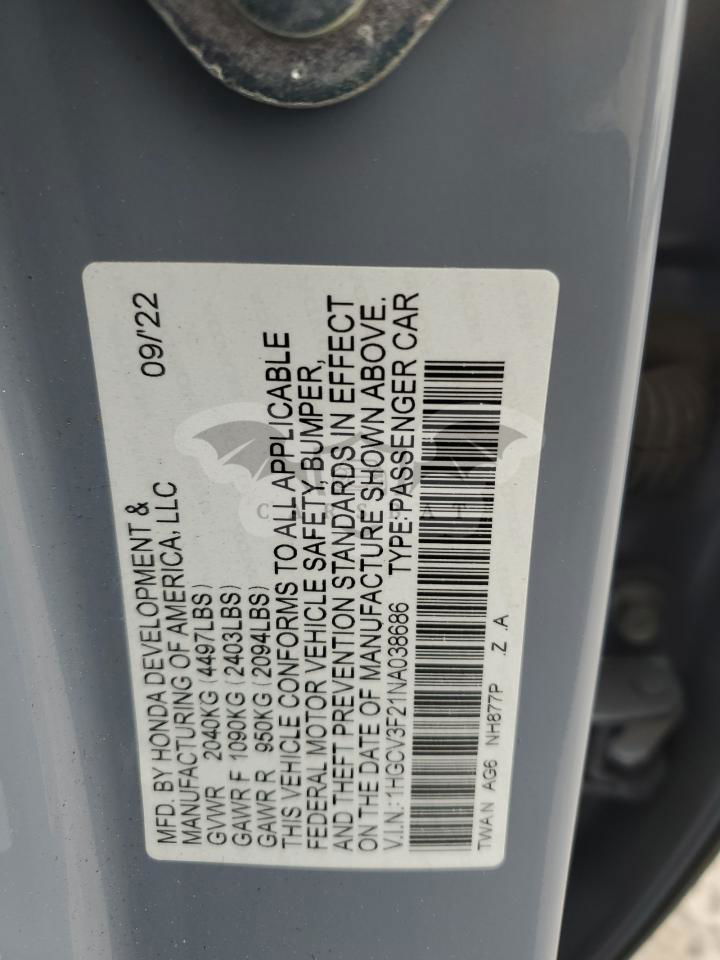 09/'22
MFD. BY HONDA DEVELOPMENT &
MANUFACTURING OF AMERICA, LLC
GVWR 2040KG (4497LBS)
GAWR F 1090KG (2403LBS)
GAWR R 950KG (2094LBS)
THIS VEHICLE CONFORMS TO ALL APPLICABLE
FEDERAL MOTOR VEHICLE SAFETY, BUMPER,
AND THEFT PREVENTION STANDARDS IN EFFECT
ON THE DATE OF MANUFACTURE SHOWN ABOVE.
V.I.N.: 1HGCV3F21NA038686 TYPE:PASSENGER CAR
TWAN AG6 NH877P .Z .A